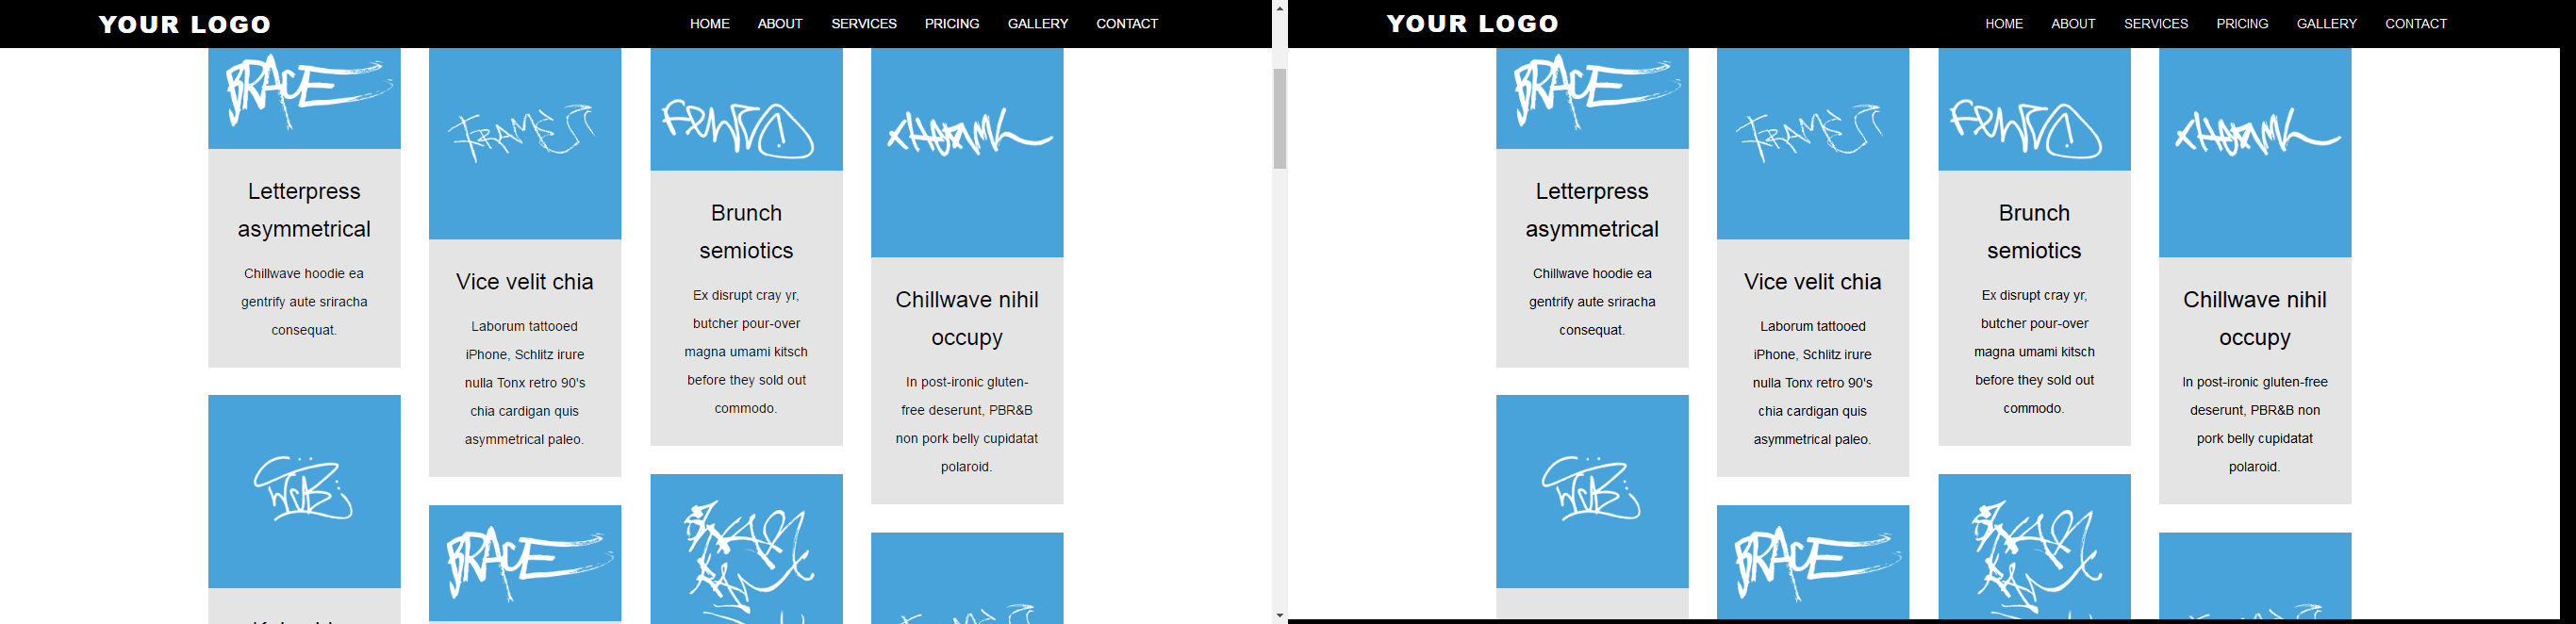 YOUR LOGO
HOME ABOUT SERVICES PRICING GALLERY CONTACT
BRACE
Letterpress
asymmetrical
Chillwave hoodie ea
gentrify aute sriracha
consequat.
FRAMES
Vice velit chia
Laborum tattooed
iPhone, Schlitz irure
nulla Tonx retro 90's
chia cardigan quis
asymmetrical paleo.
BRACE
Brunch
semiotics
Ex disrupt cray yr,
butcher pour-over
magna umami kitsch
before they sold out
commodo.
Chillwave nihil
occupy
In post-ironic gluten-
free deserunt, PBR&B
non pork belly cupidatat
polaroid.
YOUR LOGO
HOME ABOUT SERVICES PRICING GALLERY CONTACT
BRACE
Letterpress
asymmetrical
Chillwave hoodie ea
gentrify aute sriracha
consequat.
FRAMES
Vice velit chia
Laborum tattooed
iPhone, Schlitz irure
nulla Tonx retro 90's
chia cardigan quis
asymmetrical paleo.
BRACE
Brunch
semiotics
Ex disrupt cray yr,
butcher pour-over
magna umami kitsch
before they sold out
commodo.
Chillwave nihil
occupy
In post-ironic gluten-free
deserunt, PBR&B non
pork belly cupidatat
polaroid.